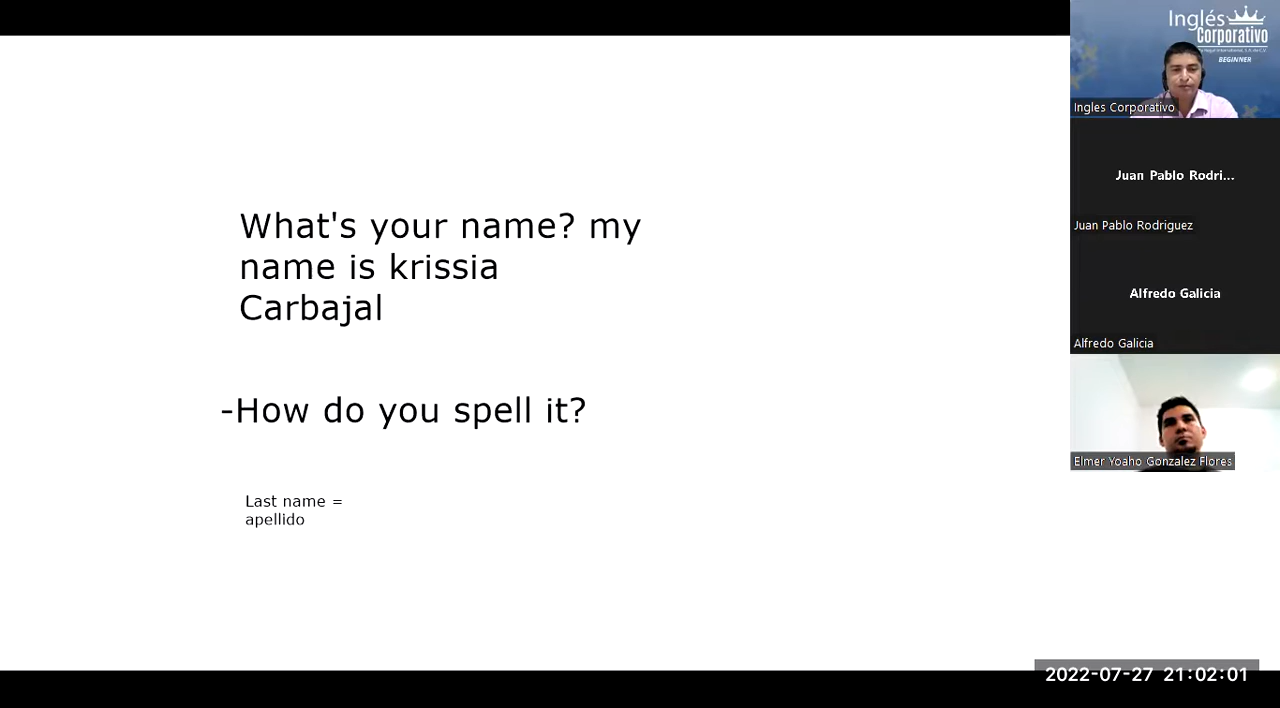 What's your name? my
name is krissia
Carbajal
-How do you spell it?
Last name =
apellido
Inglés
Corporativo
BEGINNER
Ingles Corporativo
Juan Pablo Rodri...
Juan Pablo Rodriguez
Alfredo Galicia
Alfredo Galicia
Elmer Yoaho Gonzalez Flores
2022-07-27 21:02:01